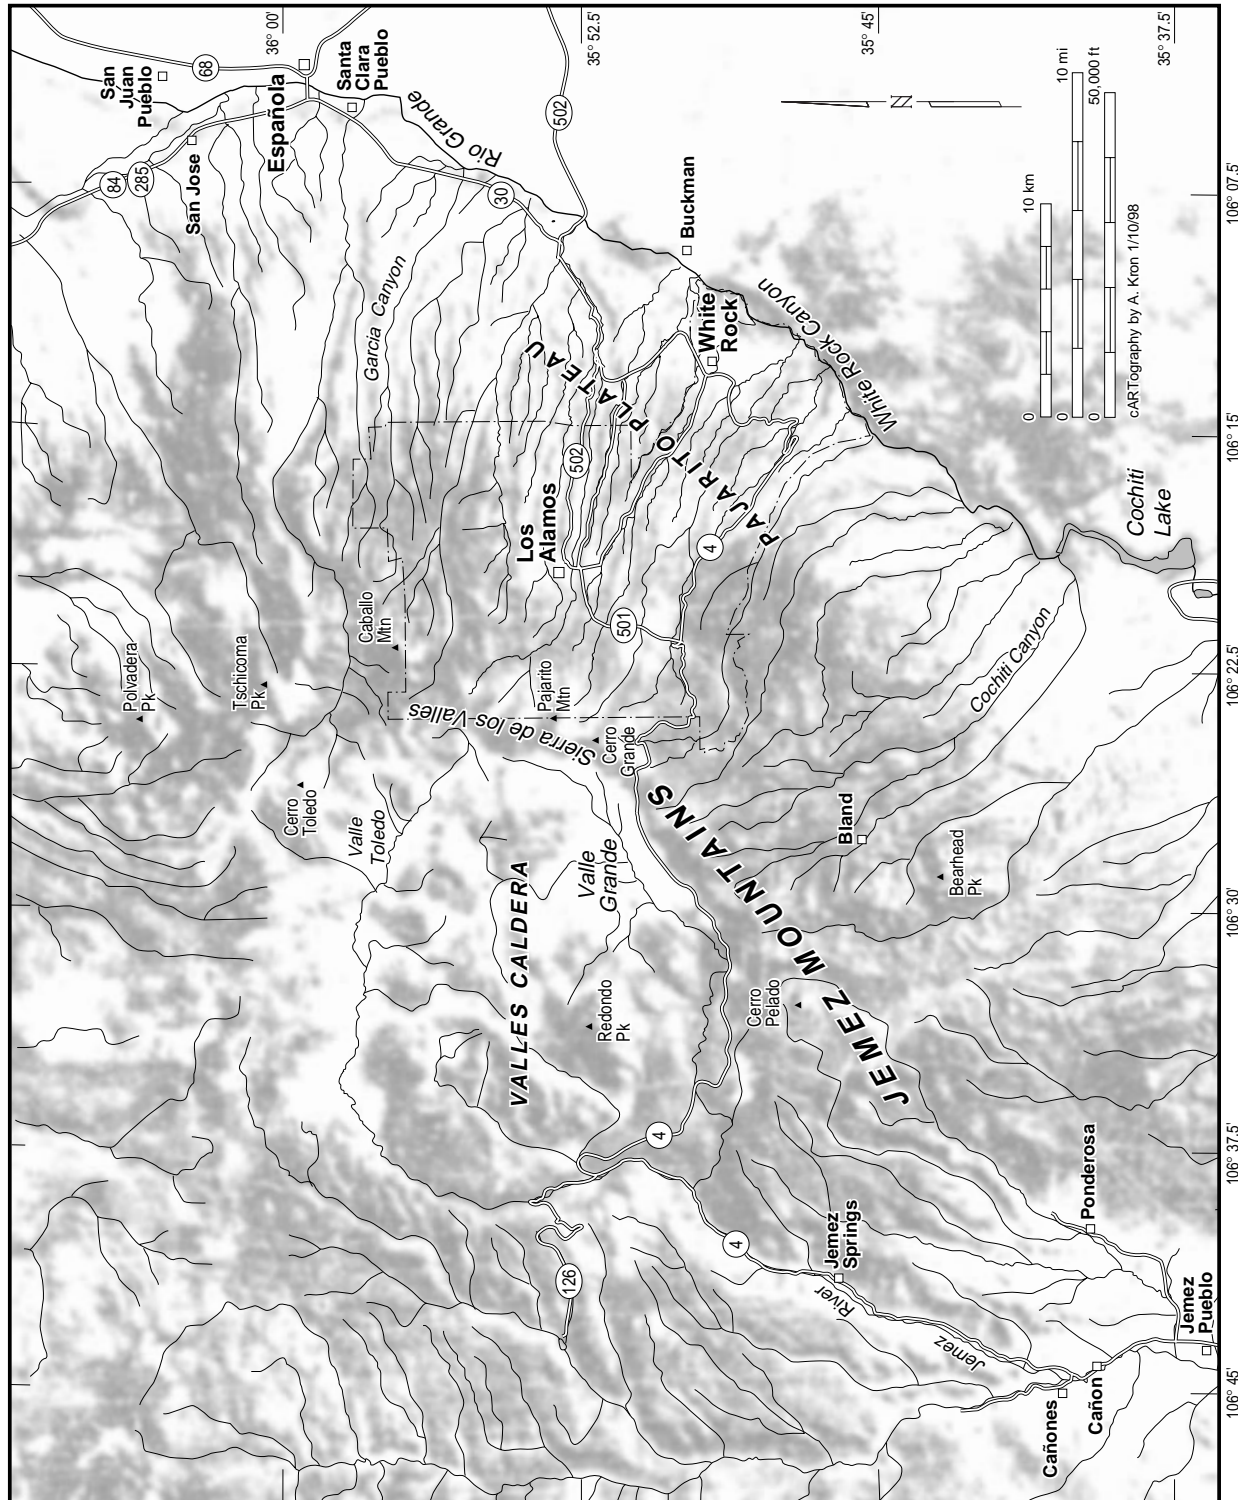 36° 00'
35° 52.5'
35° 45'
35° 37.5'
106° 07.5'
106° 15'
106° 22.5'
106° 30'
106° 37.5'
106° 45'
San
Juan
Pueblo
68
Española
Santa
Clara
Pueblo
84
285
San Jose
Rio Grande
30
502
Buckman
Garcia Canyon
White
Rock
White Rock Canyon
PAJARITO PLATEAU
502
Los
Alamos
501
4
Cochiti
Lake
Cochiti Canyon
Polvadera
Pk
Tschicoma
Pk
Caballo
Mtn
Pajarito
Mtn
Sierra de los Valles
Cerro
Grande
Cerro
Toledo
Valle
Toledo
Valle
Grande
VALLES CALDERA
Redondo
Pk
JEMEZ MOUNTAINS
Bland
Bearhead
Pk
Cerro
Pelado
4
126
4
Jemez
Springs
Jemez River
Ponderosa
Cañones
Cañon
Jemez
Pueblo
N
0 10 km
0 10 mi
0 50,000 ft
cARTography by A. Kron 1/10/98